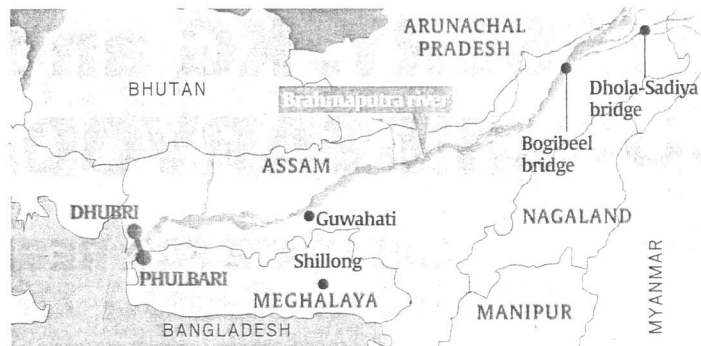 ARUNACHAL
PRADESH
BHUTAN
Brahmaputra river
Dhola-Sadiya
bridge
Bogibeel
bridge
ASSAM
DHUBRI
Guwahati
NAGALAND
PHULBARI
Shillong
MEGHALAYA
MANIPUR
MYANMAR
BANGLADESH